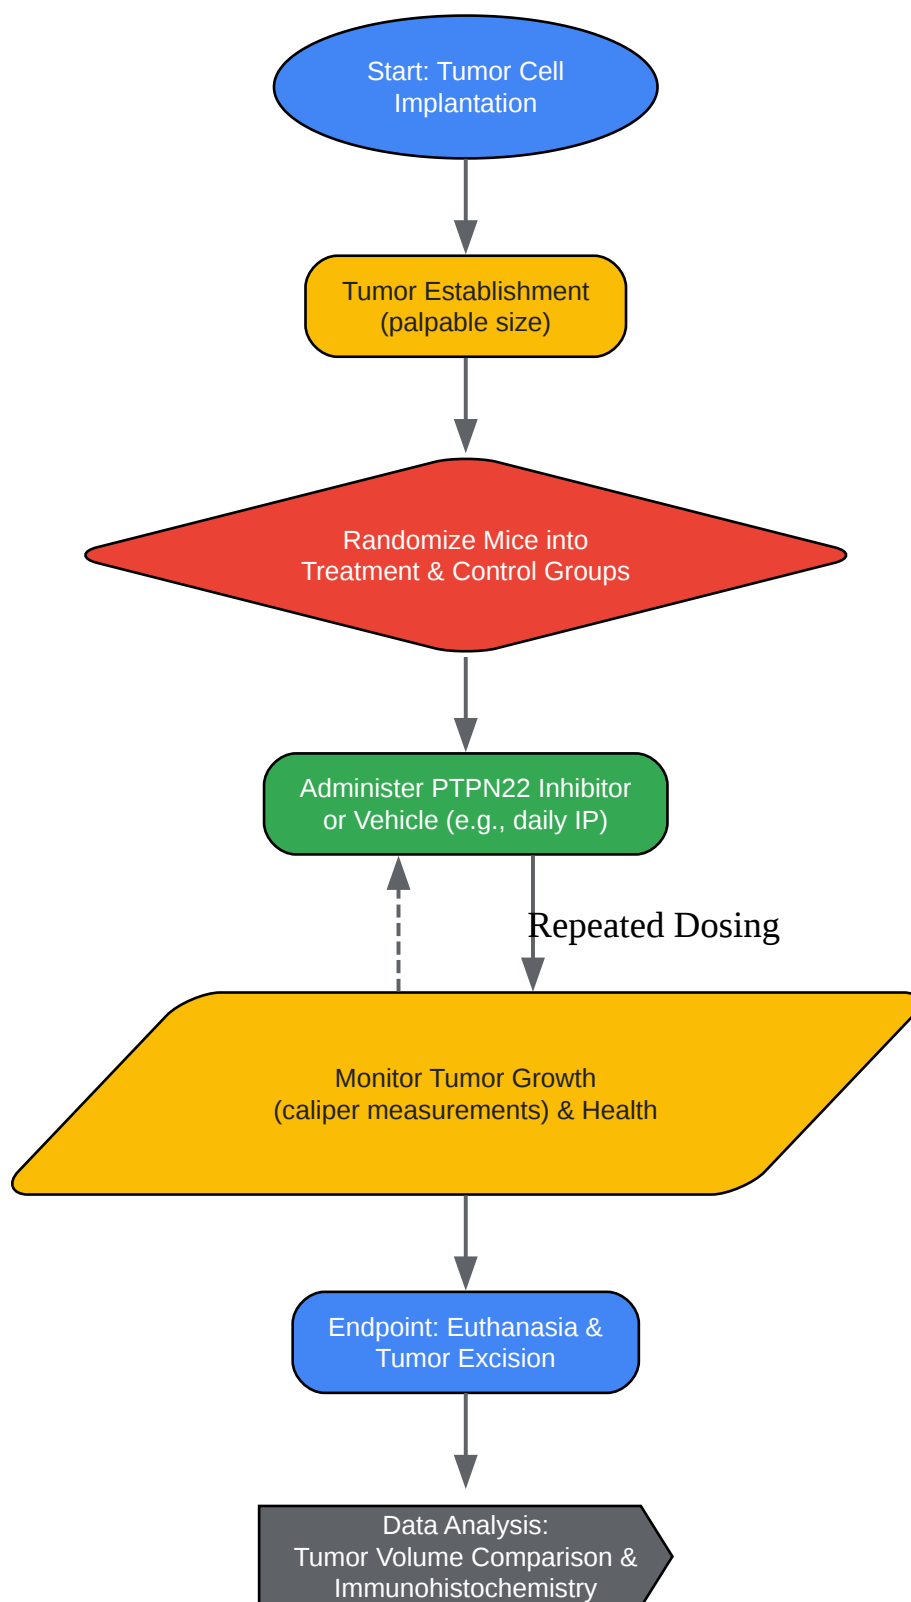 Start: Tumor Cell
Implantation
Tumor Establishment
(palpable size)
Randomize Mice into
Treatment & Control Groups
Administer PTPN22 Inhibitor
or Vehicle (e.g., daily IP)
Repeated Dosing
Monitor Tumor Growth
(caliper measurements) & Health
Endpoint: Euthanasia &
Tumor Excision
Data Analysis:
Tumor Volume Comparison &
Immunohistochemistry